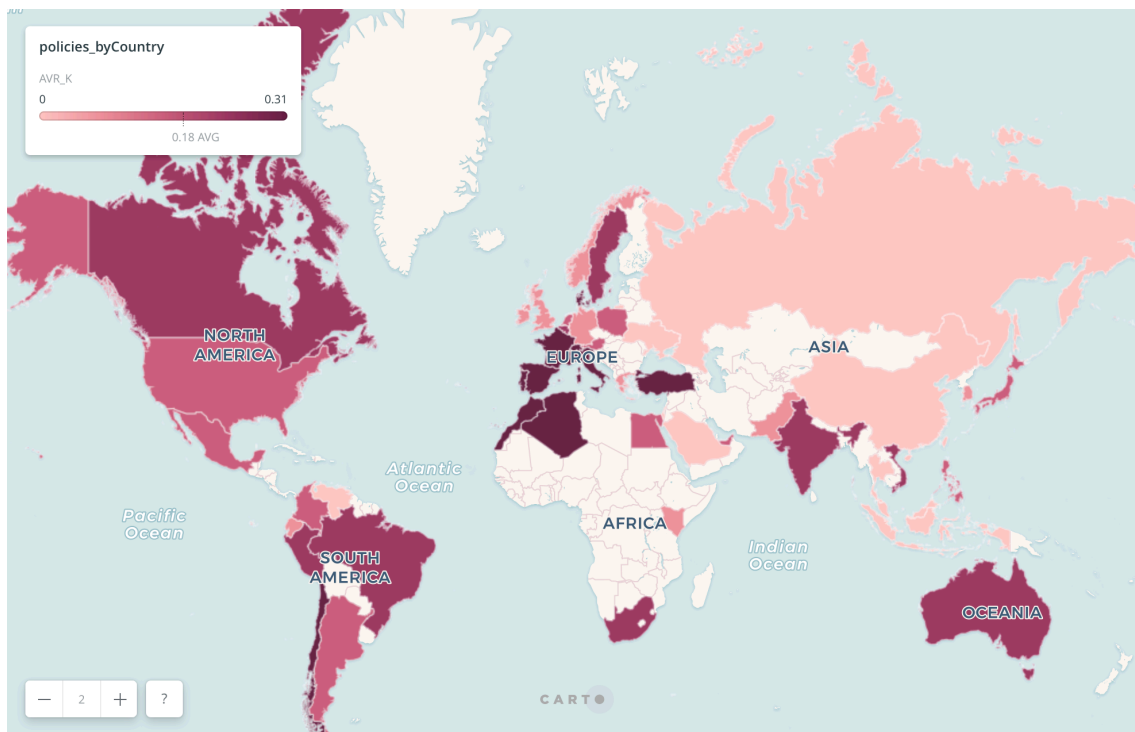 policies_byCountry
AVR_K
0 0.31
0.18 AVG
NORTH
AMERICA
EUROPE
ASIA
Atlantic
Ocean
Pacific
Ocean
AFRICA
Indian
Ocean
SOUTH
AMERICA
OCEANIA
− 2 + ?
CARTO